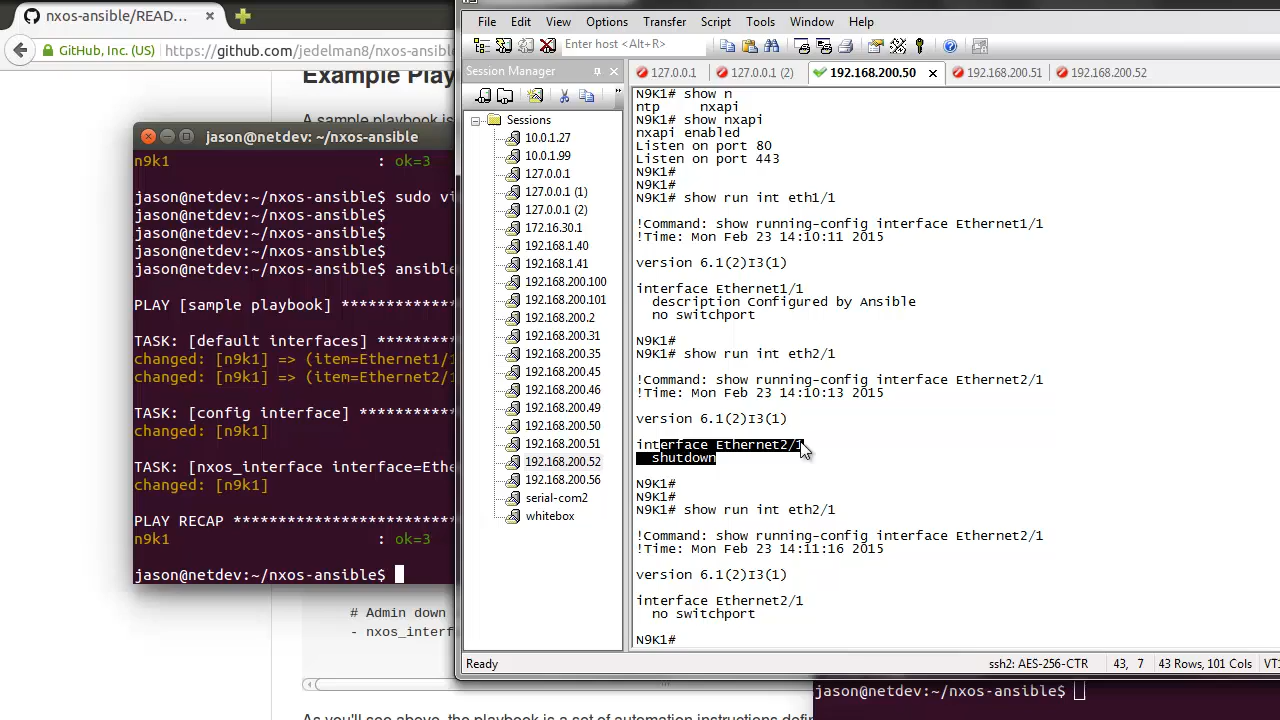 nxos-ansible/READ... ×
GitHub, Inc. (US) https://github.com/jedelman8/nxos-ansible
Example Play
A sample playbook is
jason@netdev: ~/nxos-ansible
n9k1 : ok=3
jason@netdev:~/nxos-ansible$ sudo vi
jason@netdev:~/nxos-ansible$
jason@netdev:~/nxos-ansible$
jason@netdev:~/nxos-ansible$
jason@netdev:~/nxos-ansible$ ansible
PLAY [sample playbook] *************
TASK: [default interfaces] *********
changed: [n9k1] => (item=Ethernet1/1
changed: [n9k1] => (item=Ethernet2/1
TASK: [config interface] ***********
changed: [n9k1]
TASK: [nxos_interface interface=Ethe
changed: [n9k1]
PLAY RECAP *************************
n9k1 : ok=3
jason@netdev:~/nxos-ansible$
# Admin down
- nxos_interf
As you'll see above, the playbook is a set of automation instructions defin
File Edit View Options Transfer Script Tools Window Help
Enter host <Alt+R>
Session Manager
Sessions
10.0.1.27
10.0.1.99
127.0.0.1
127.0.0.1 (1)
127.0.0.1 (2)
172.16.30.1
192.168.1.40
192.168.1.41
192.168.200.100
192.168.200.101
192.168.200.2
192.168.200.31
192.168.200.35
192.168.200.45
192.168.200.46
192.168.200.49
192.168.200.50
192.168.200.51
192.168.200.52
192.168.200.56
serial-com2
whitebox
127.0.0.1 127.0.0.1 (2) 192.168.200.50 × 192.168.200.51 192.168.200.52
N9K1# show n
ntp nxapi
N9K1# show nxapi
nxapi enabled
Listen on port 80
Listen on port 443
N9K1#
N9K1#
N9K1# show run int eth1/1
!Command: show running-config interface Ethernet1/1
!Time: Mon Feb 23 14:10:11 2015
version 6.1(2)I3(1)
interface Ethernet1/1
description Configured by Ansible
no switchport
N9K1#
N9K1# show run int eth2/1
!Command: show running-config interface Ethernet2/1
!Time: Mon Feb 23 14:10:13 2015
version 6.1(2)I3(1)
interface Ethernet2/1
shutdown
N9K1#
N9K1#
N9K1# show run int eth2/1
!Command: show running-config interface Ethernet2/1
!Time: Mon Feb 23 14:11:16 2015
version 6.1(2)I3(1)
interface Ethernet2/1
no switchport
N9K1#
Ready ssh2: AES-256-CTR 43, 7 43 Rows, 101 Cols VT1
jason@netdev:~/nxos-ansible$